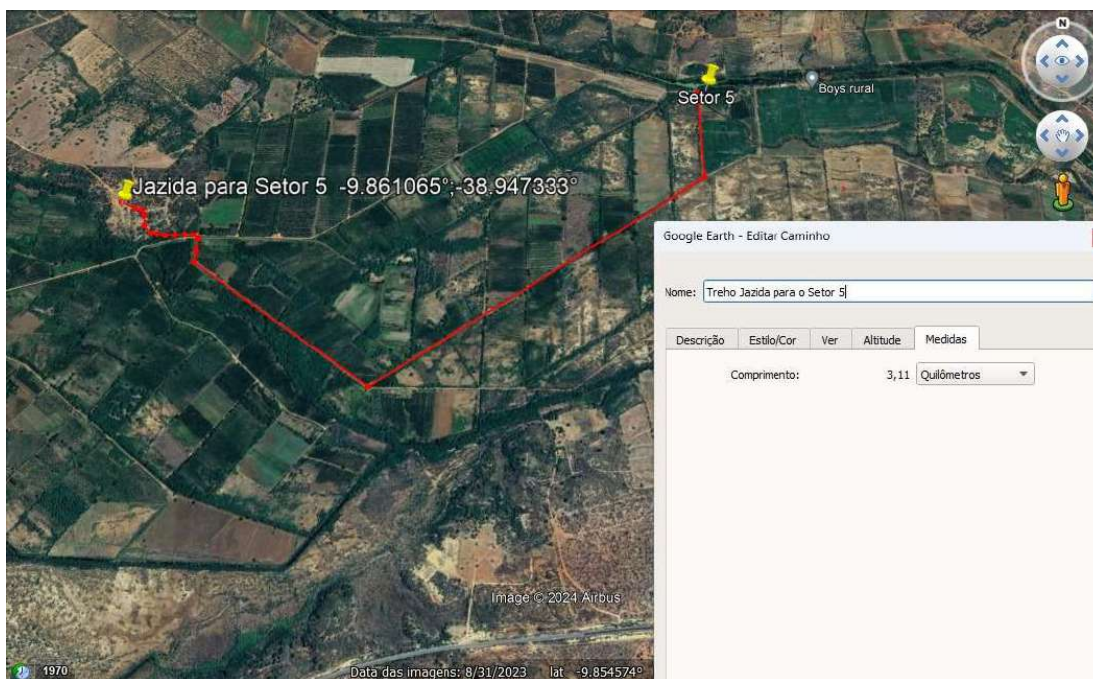 N
Setor 5
Boys rural
Jazida para Setor 5 -9.861065°;-38.947333°
Google Earth - Editar Caminho
Nome: Treho Jazida para o Setor 5
Descrição Estilo/Cor Ver Altitude Medidas
Comprimento: 3,11 Quilômetros
Image © 2024 Airbus
1970 Data das imagens: 8/31/2023 lat -9.854574°